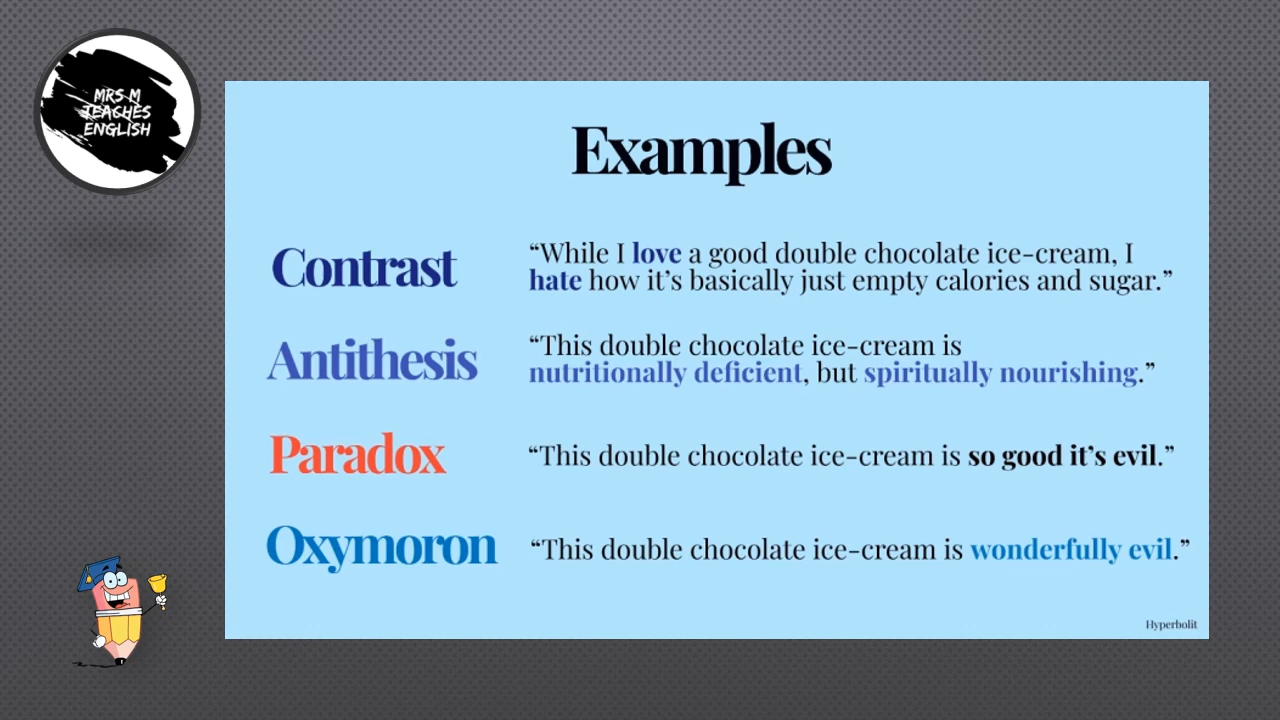 MRS M
TEACHES
ENGLISH
Examples
Contrast
“While I love a good double chocolate ice-cream, I
hate how it’s basically just empty calories and sugar.”
Antithesis
“This double chocolate ice-cream is
nutritionally deficient, but spiritually nourishing.”
Paradox
“This double chocolate ice-cream is so good it’s evil.”
Oxymoron
“This double chocolate ice-cream is wonderfully evil.”
Hyperbolit